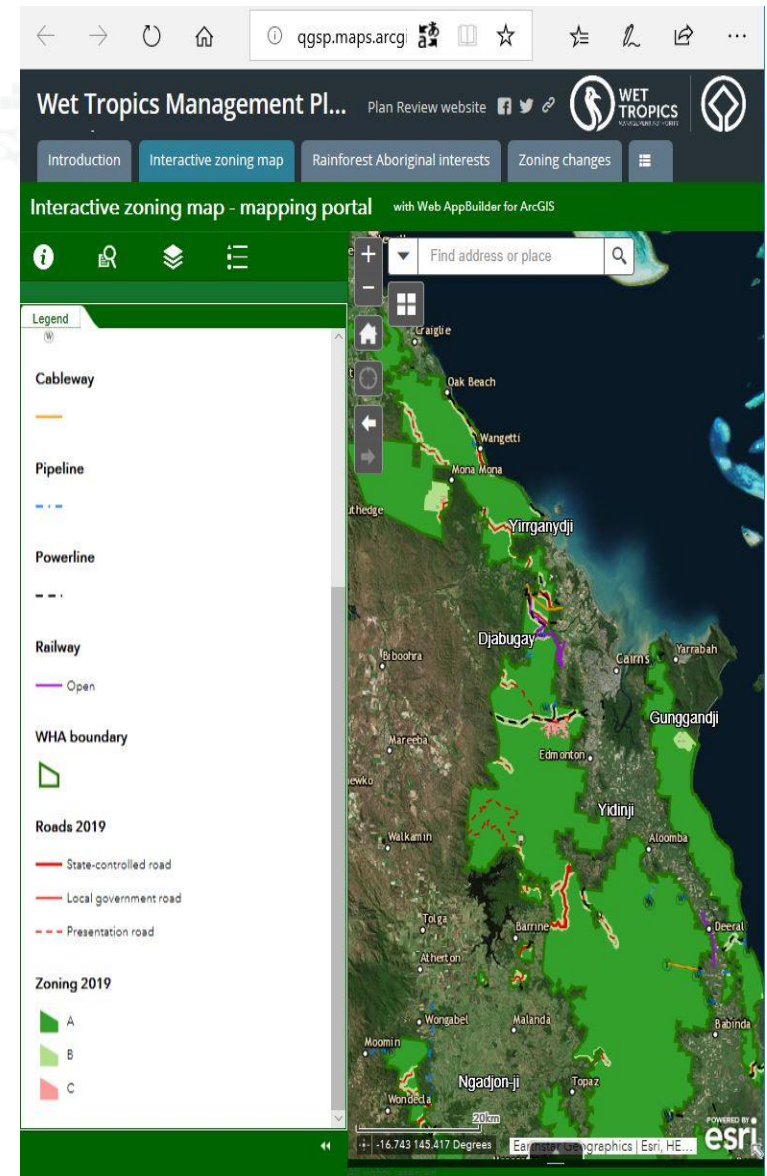 qgsp.maps.arcgi
Wet Tropics Management Pl... Plan Review website
WET
TROPICS
Introduction Interactive zoning map Rainforest Aboriginal interests Zoning changes
Interactive zoning map - mapping portal with Web AppBuilder for ArcGIS
Find address or place
Legend
Cableway
Pipeline
Powerline
Railway
Open
WHA boundary
Roads 2019
State-controlled road
Local government road
Presentation road
Zoning 2019
A
B
C
Craiglie
Oak Beach
Wangetti
Mona Mona
Yirrganydji
Djabugay
Biboohra
Cairns
Yarrabah
Gunggandji
Mareeba
Edmonton
Yidinji
Walkamin
Aloomba
Tolga
Barrine
Deeral
Atherton
Wongabel
Malanda
Babinda
Moomin
Ngadjon-ji
Topaz
Wondecla
20km
-16.743 145.417 Degrees
Earthstar Geographics | Esri, HE...
POWERED BY
esri